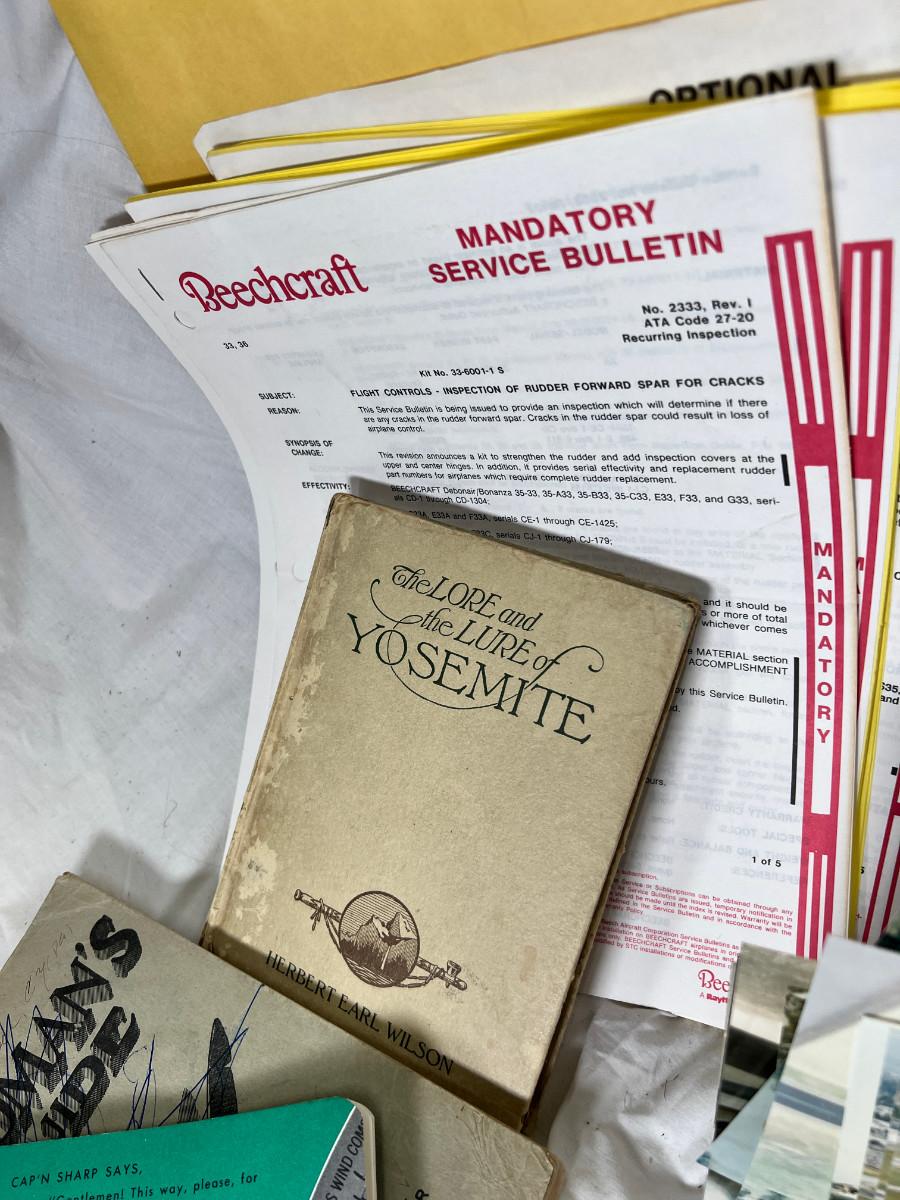 OPTIONAL
Beechcraft
MANDATORY
SERVICE BULLETIN
No. 2333, Rev. I
ATA Code 27-20
Recurring Inspection
33, 36
Kit No. 33-6001-1 S
SUBJECT: FLIGHT CONTROLS - INSPECTION OF RUDDER FORWARD SPAR FOR CRACKS
REASON: This Service Bulletin is being issued to provide an inspection which will determine if there
are any cracks in the rudder forward spar. Cracks in the rudder spar could result in loss of
airplane control.
SYNOPSIS OF
CHANGE: This revision announces a kit to strengthen the rudder and add inspection covers at the
upper and center hinges. In addition, it provides serial effectivity and replacement rudder
part numbers for airplanes which require complete rudder replacement.
EFFECTIVITY: BEECHCRAFT Debonair/Bonanza 35-33, 35-A33, 35-B33, 35-C33, E33, F33, and G33, seri-
als CD-1 through CD-1304;
E33A and F33A, serials CE-1 through CE-1425;
serials CJ-1 through CJ-179;
and it should be
s or more of total
whichever comes
MATERIAL section
ACCOMPLISHMENT
by this Service Bulletin.
MANDATORY
1 of 5
The LORE and
the LURE of
YOSEMITE
HERBERT EARL WILSON
CAP'N SHARP SAYS,
"Gentlemen! This way, please, for